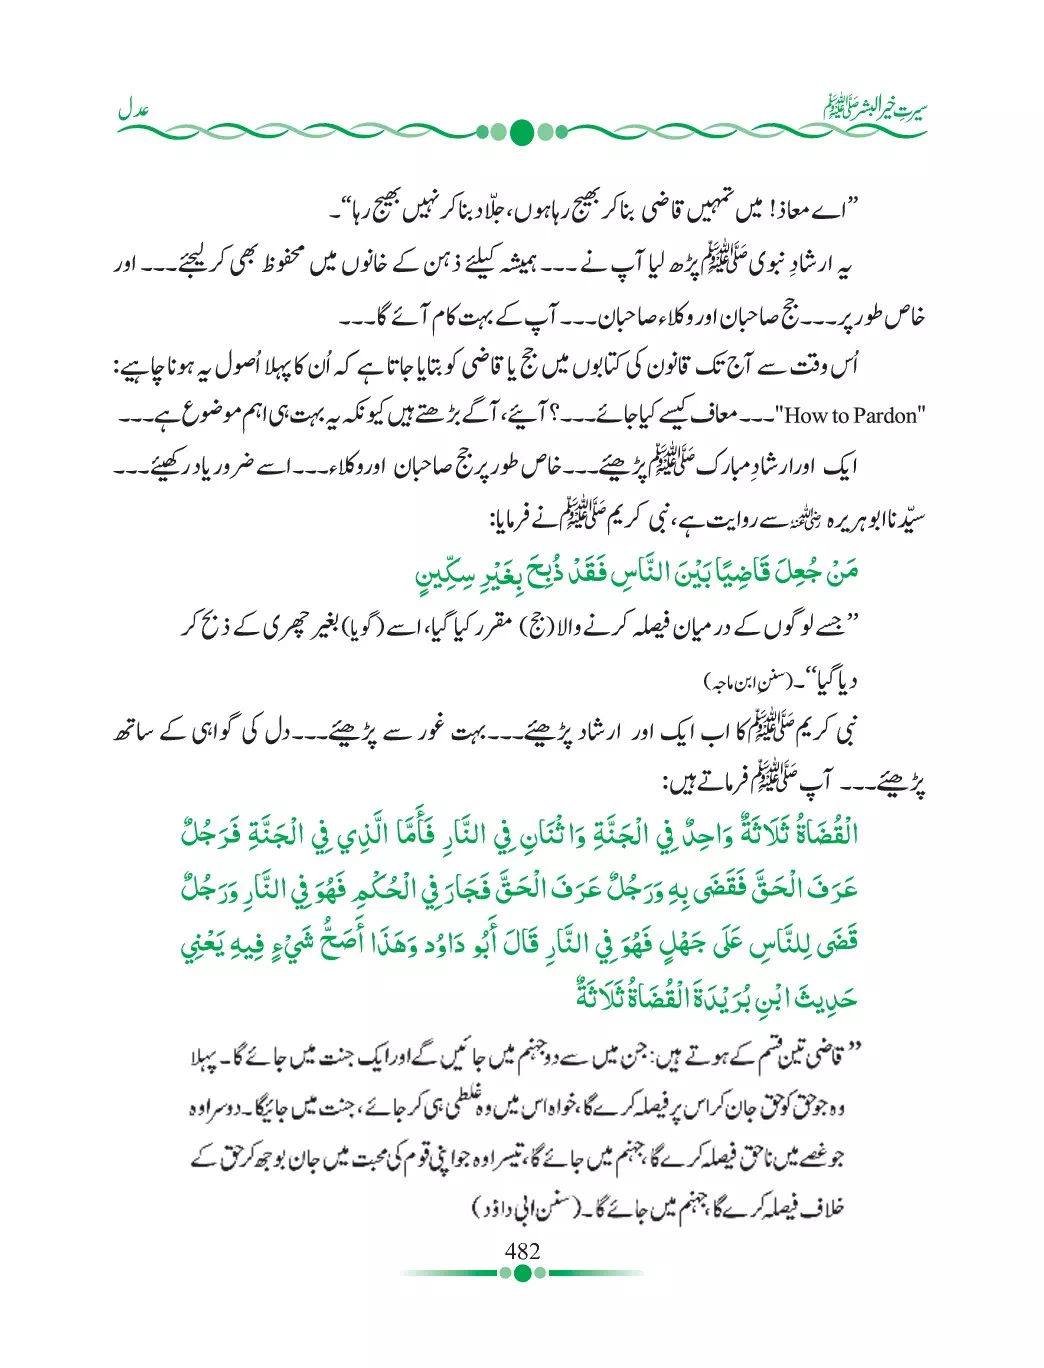 سیرتِ خیر البشر ﷺ
عدل
”اے معاذ! میں تمہیں قاضی بنا کر بھیج رہا ہوں، جلّاد بنا کر نہیں بھیج رہا“۔
یہ ارشادِ نبوی ﷺ پڑھ لیا آپ نے ۔۔۔ ہمیشہ کیلئے ذہن کے خانوں میں محفوظ بھی کر لیجئے۔۔۔ اور
خاص طور پر۔۔۔ جج صاحبان اور وکلاء صاحبان۔۔۔ آپ کے بہت کام آئے گا۔۔۔
اُس وقت سے آج تک قانون کی کتابوں میں جج یا قاضی کو بتایا جاتا ہے کہ اُن کا پہلا اُصول یہ ہونا چاہیے:
"How to Pardon"۔۔۔ معاف کیسے کیا جائے۔۔۔؟ آیئے، آگے بڑھتے ہیں کیونکہ یہ بہت ہی اہم موضوع ہے۔۔۔
ایک اور ارشادِ مبارک ﷺ پڑھیئے۔۔۔ خاص طور پر جج صاحبان اور وکلاء۔۔۔ اسے ضرور یاد رکھیئے۔۔۔
سیّدنا ابو ہریرہ رضی اللہ عنہ سے روایت ہے، نبی کریم ﷺ نے فرمایا:
مَنْ جُعِلَ قَاضِيًا بَيْنَ النَّاسِ فَقَدْ ذُبِحَ بِغَيْرِ سِكِّينٍ
”جسے لوگوں کے درمیان فیصلہ کرنے والا (جج) مقرر کیا گیا، اسے (گویا) بغیر چھری کے ذبح کر
دیا گیا“۔ (سنن ابن ماجہ)
نبی کریم ﷺ کا اب ایک اور ارشاد پڑھیئے۔۔۔ بہت غور سے پڑھیئے۔۔۔ دل کی گواہی کے ساتھ
پڑھیئے۔۔۔ آپ ﷺ فرماتے ہیں:
الْقُضَاةُ ثَلَاثَةٌ وَاحِدٌ فِي الْجَنَّةِ وَاثْنَانِ فِي النَّارِ فَأَمَّا الَّذِي فِي الْجَنَّةِ فَرَجُلٌ
عَرَفَ الْحَقَّ فَقَضَى بِهِ وَرَجُلٌ عَرَفَ الْحَقَّ فَجَارَ فِي الْحُكْمِ فَهُوَ فِي النَّارِ وَرَجُلٌ
قَضَى لِلنَّاسِ عَلَى جَهْلٍ فَهُوَ فِي النَّارِ قَالَ أَبُو دَاوُد وَهَذَا أَصَحُّ شَيْءٍ فِيهِ يَعْنِي
حَدِيثَ ابْنِ بُرَيْدَةَ الْقُضَاةُ ثَلَاثَةٌ
”قاضی تین قسم کے ہوتے ہیں: جن میں سے دو جہنم میں جائیں گے اور ایک جنت میں جائے گا۔ پہلا
وہ جو حق کو حق جان کر اس پر فیصلہ کرے گا، خواہ اس میں وہ غلطی ہی کر جائے، جنت میں جائیگا۔ دوسرا وہ
جو غصے میں ناحق فیصلہ کرے گا، جہنم میں جائے گا، تیسرا وہ جو اپنی قوم کی محبت میں جان بوجھ کر حق کے
خلاف فیصلہ کرے گا، جہنم میں جائے گا۔ (سنن ابی داؤد)
482